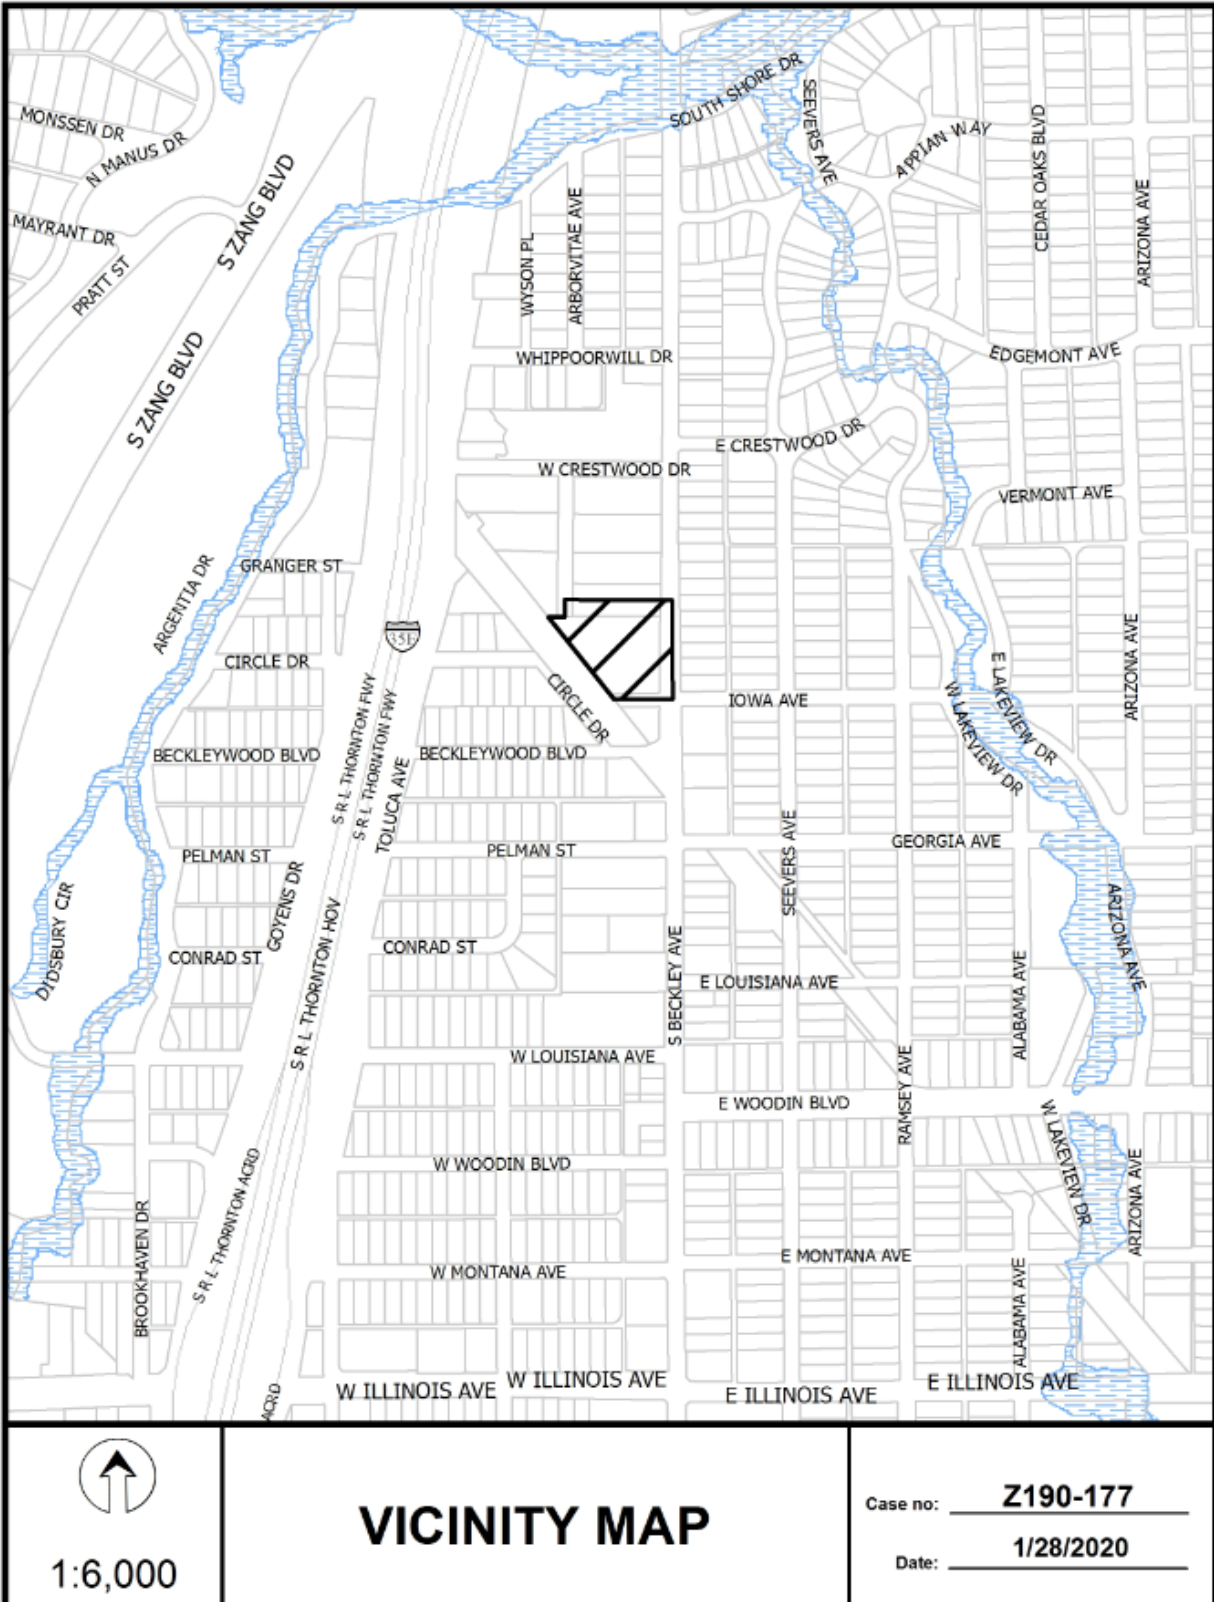 SOUTH SHORE DR
SEEVERS AVE
MONSSEN DR
N MANUS DR
APPIAN WAY
CEDAR OAKS BLVD
ARIZONA AVE
S ZANG BLVD
MAYRANT DR
PRATT ST
WYSON PL
ARBORVITAE AVE
WHIPPOORWILL DR
EDGEMONT AVE
S ZANG BLVD
E CRESTWOOD DR
W CRESTWOOD DR
VERMONT AVE
GRANGER ST
ARGENTIA DR
35E
CIRCLE DR
CIRCLE DR
IOWA AVE
E LAKEVIEW DR
W LAKEVIEW DR
ARIZONA AVE
BECKLEYWOOD BLVD
BECKLEYWOOD BLVD
S R L THORNTON FWY
S R L THORNTON FWY
TOLUCA AVE
PELMAN ST
PELMAN ST
SEEVERS AVE
GEORGIA AVE
DIDSBURY CIR
GOYENS DR
CONRAD ST
CONRAD ST
S R L THORNTON HOV
S BECKLEY AVE
E LOUISIANA AVE
ALABAMA AVE
ARIZONA AVE
W LOUISIANA AVE
RAMSEY AVE
E WOODIN BLVD
W WOODIN BLVD
W LAKEVIEW DR
ARIZONA AVE
S R L THORNTON ACRD
BROOKHAVEN DR
E MONTANA AVE
W MONTANA AVE
ALABAMA AVE
ACRD
W ILLINOIS AVE
W ILLINOIS AVE
E ILLINOIS AVE
E ILLINOIS AVE
1:6,000
VICINITY MAP
Case no: Z190-177
Date: 1/28/2020